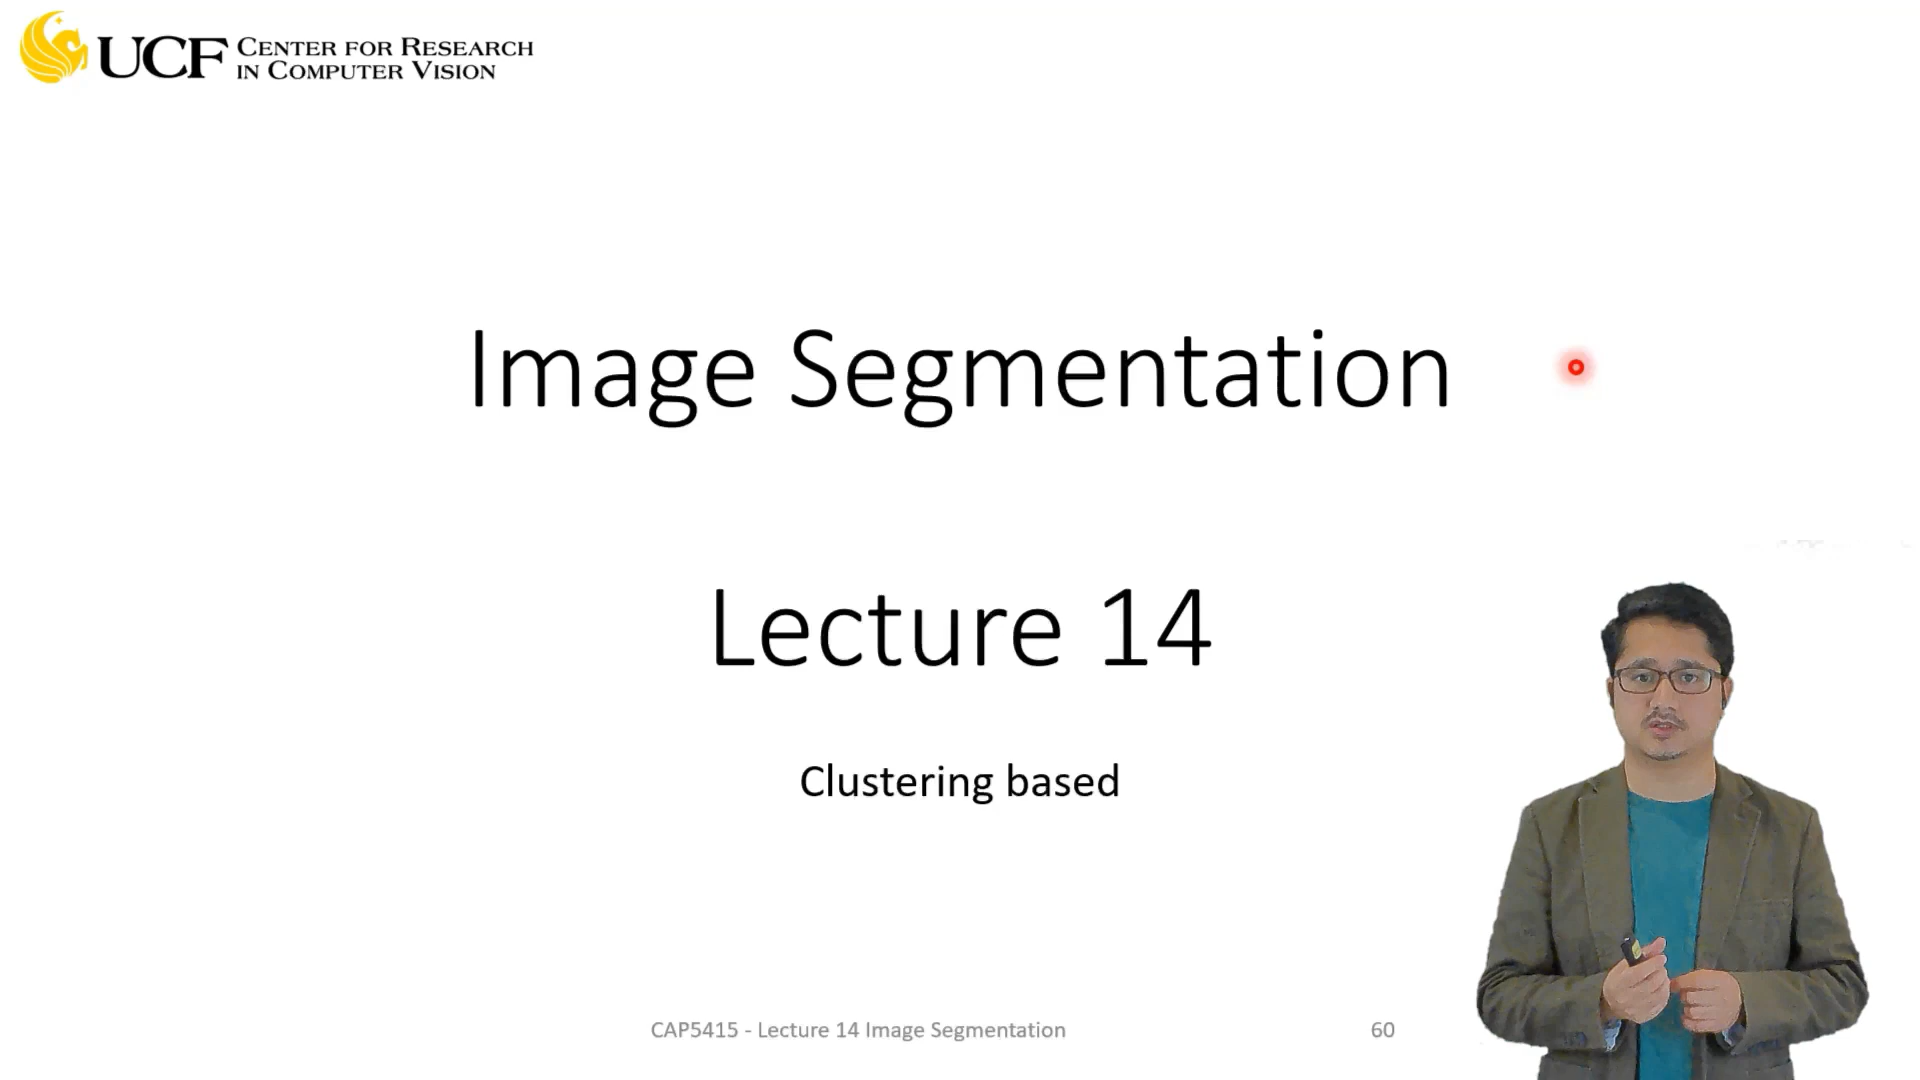 UCF CENTER FOR RESEARCH
IN COMPUTER VISION
Image Segmentation
Lecture 14
Clustering based
CAP5415 - Lecture 14 Image Segmentation
60